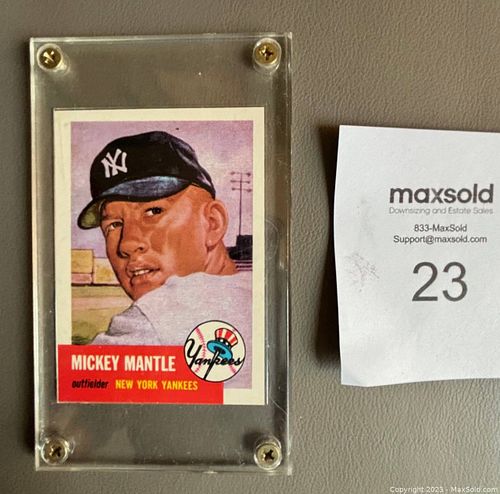 NY
MICKEY MANTLE
Yankees
outfielder NEW YORK YANKEES
maxsold
Downsizing and Estate Sales
833-MaxSold
Support@maxsold.com
23
Copyright 2023 - MaxSold.com